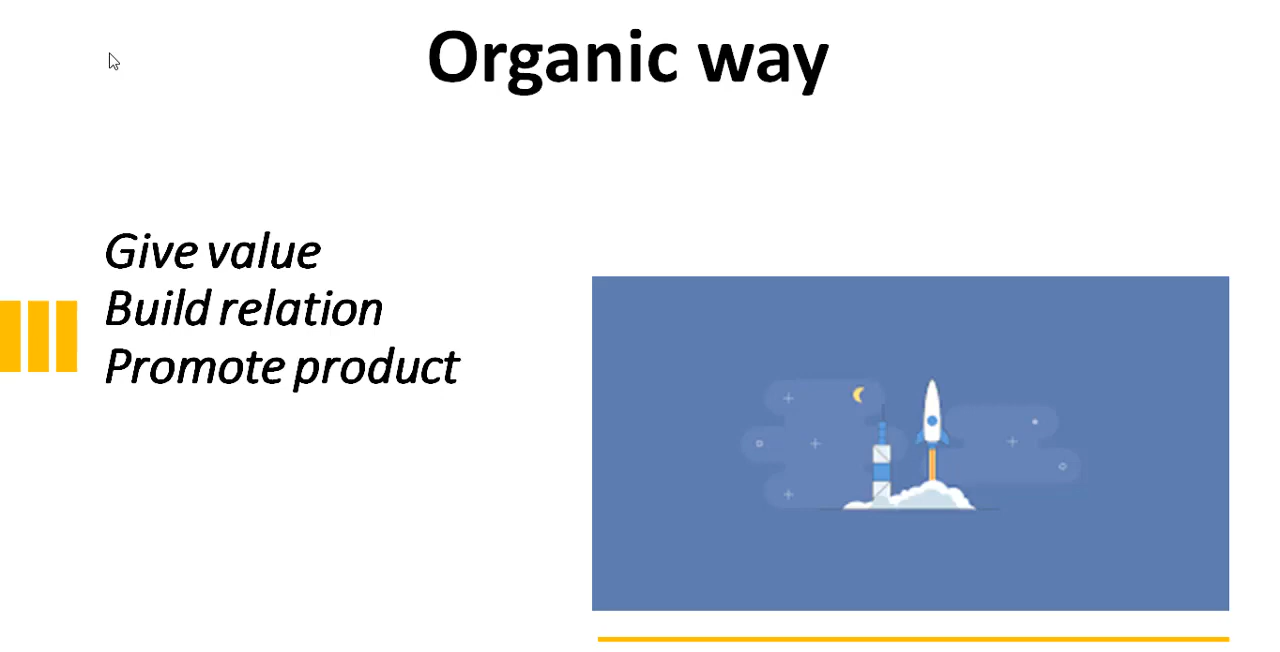 Organic way
Give value
Build relation
Promote product